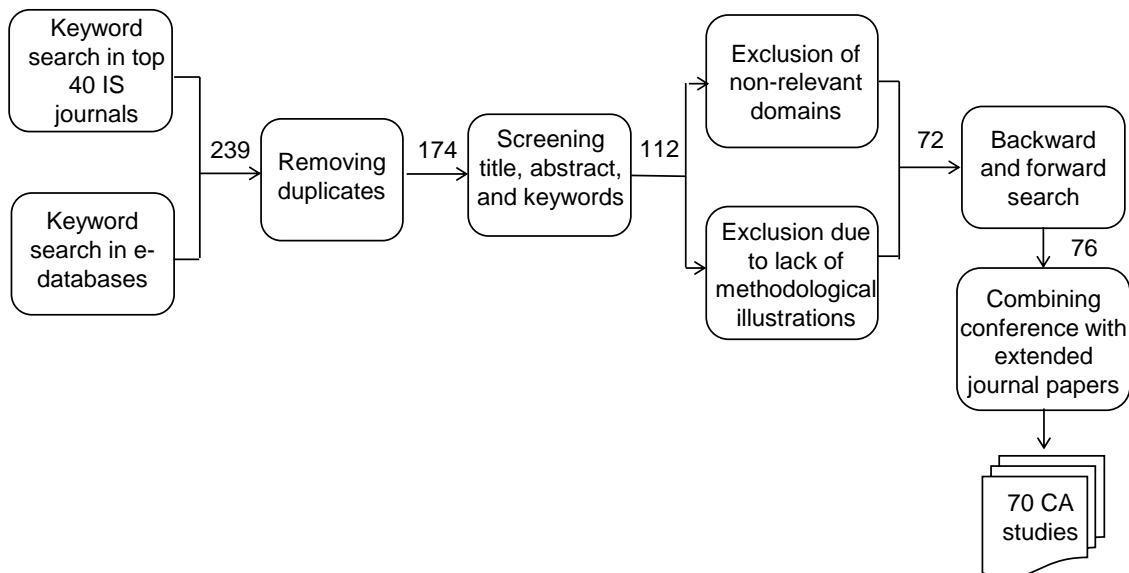 Keyword
search in top
40 IS
journals
Keyword
search in e-
databases
239
Removing
duplicates
174
Screening
title, abstract,
and keywords
112
Exclusion of
non-relevant
domains
Exclusion due
to lack of
methodological
illustrations
72
Backward
and forward
search
76
Combining
conference with
extended
journal papers
70 CA
studies